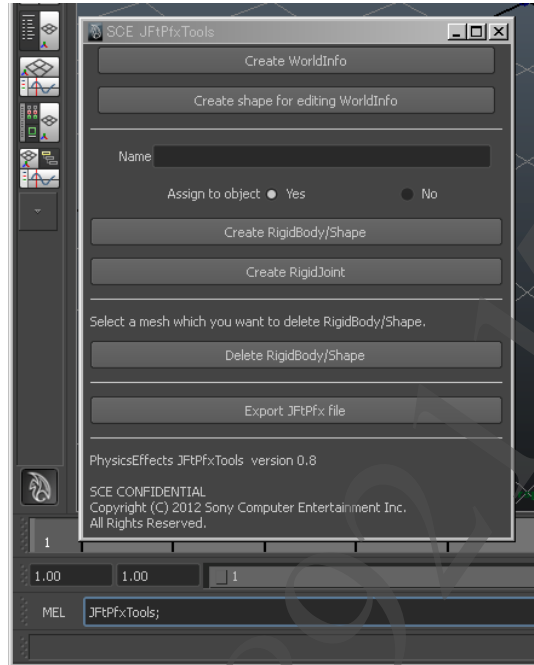 SCE JFtPfxTools
Create WorldInfo
Create shape for editing WorldInfo
Name
Assign to object Yes No
Create RigidBody/Shape
Create RigidJoint
Select a mesh which you want to delete RigidBody/Shape.
Delete RigidBody/Shape
Export JFtPfx file
PhysicsEffects JFtPfxTools version 0.8
SCE CONFIDENTIAL
Copyright (C) 2012 Sony Computer Entertainment Inc.
All Rights Reserved.
1
1.00 1.00 1
MEL JFtPfxTools;